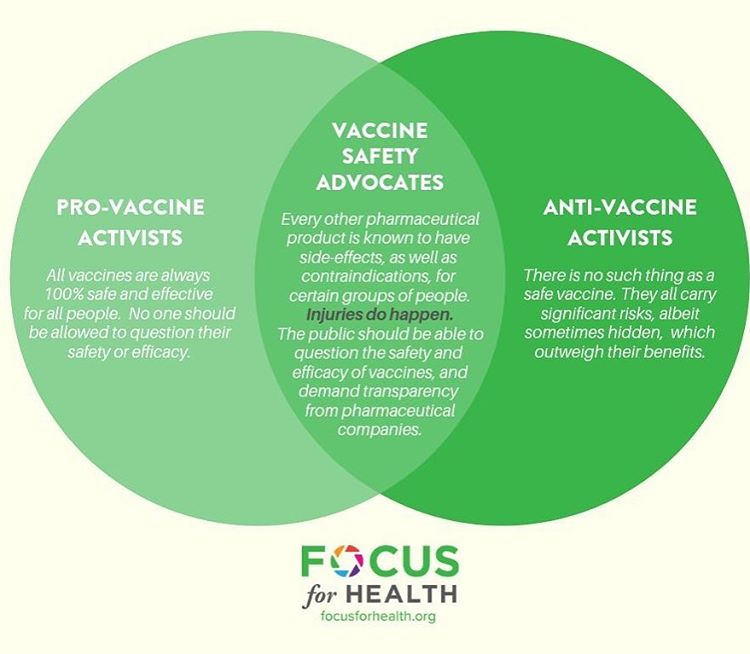 PRO-VACCINE
ACTIVISTS
All vaccines are always
100% safe and effective
for all people. No one should
be allowed to question their
safety or efficacy.
VACCINE
SAFETY
ADVOCATES
Every other pharmaceutical
product is known to have
side-effects, as well as
contraindications, for
certain groups of people.
Injuries do happen.
The public should be able to
question the safety and
efficacy of vaccines, and
demand transparency
from pharmaceutical
companies.
ANTI-VACCINE
ACTIVISTS
There is no such thing as a
safe vaccine. They all carry
significant risks, albeit
sometimes hidden, which
outweigh their benefits.
FOCUS
for HEALTH
focusforhealth.org